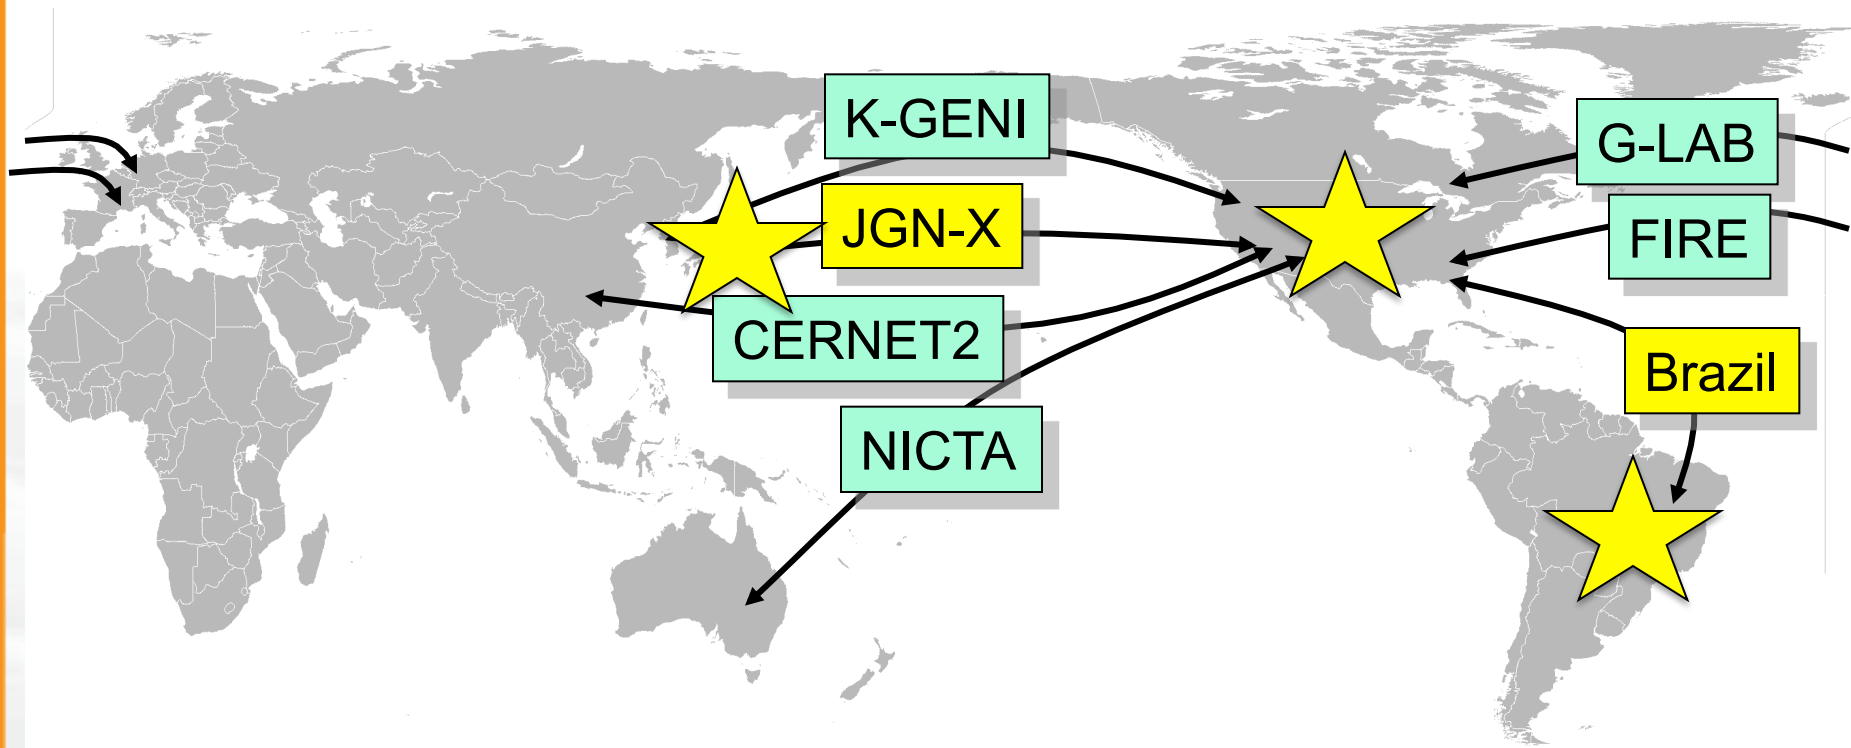 K-GENI
G-LAB
JGN-X
FIRE
CERNET2
Brazil
NICTA